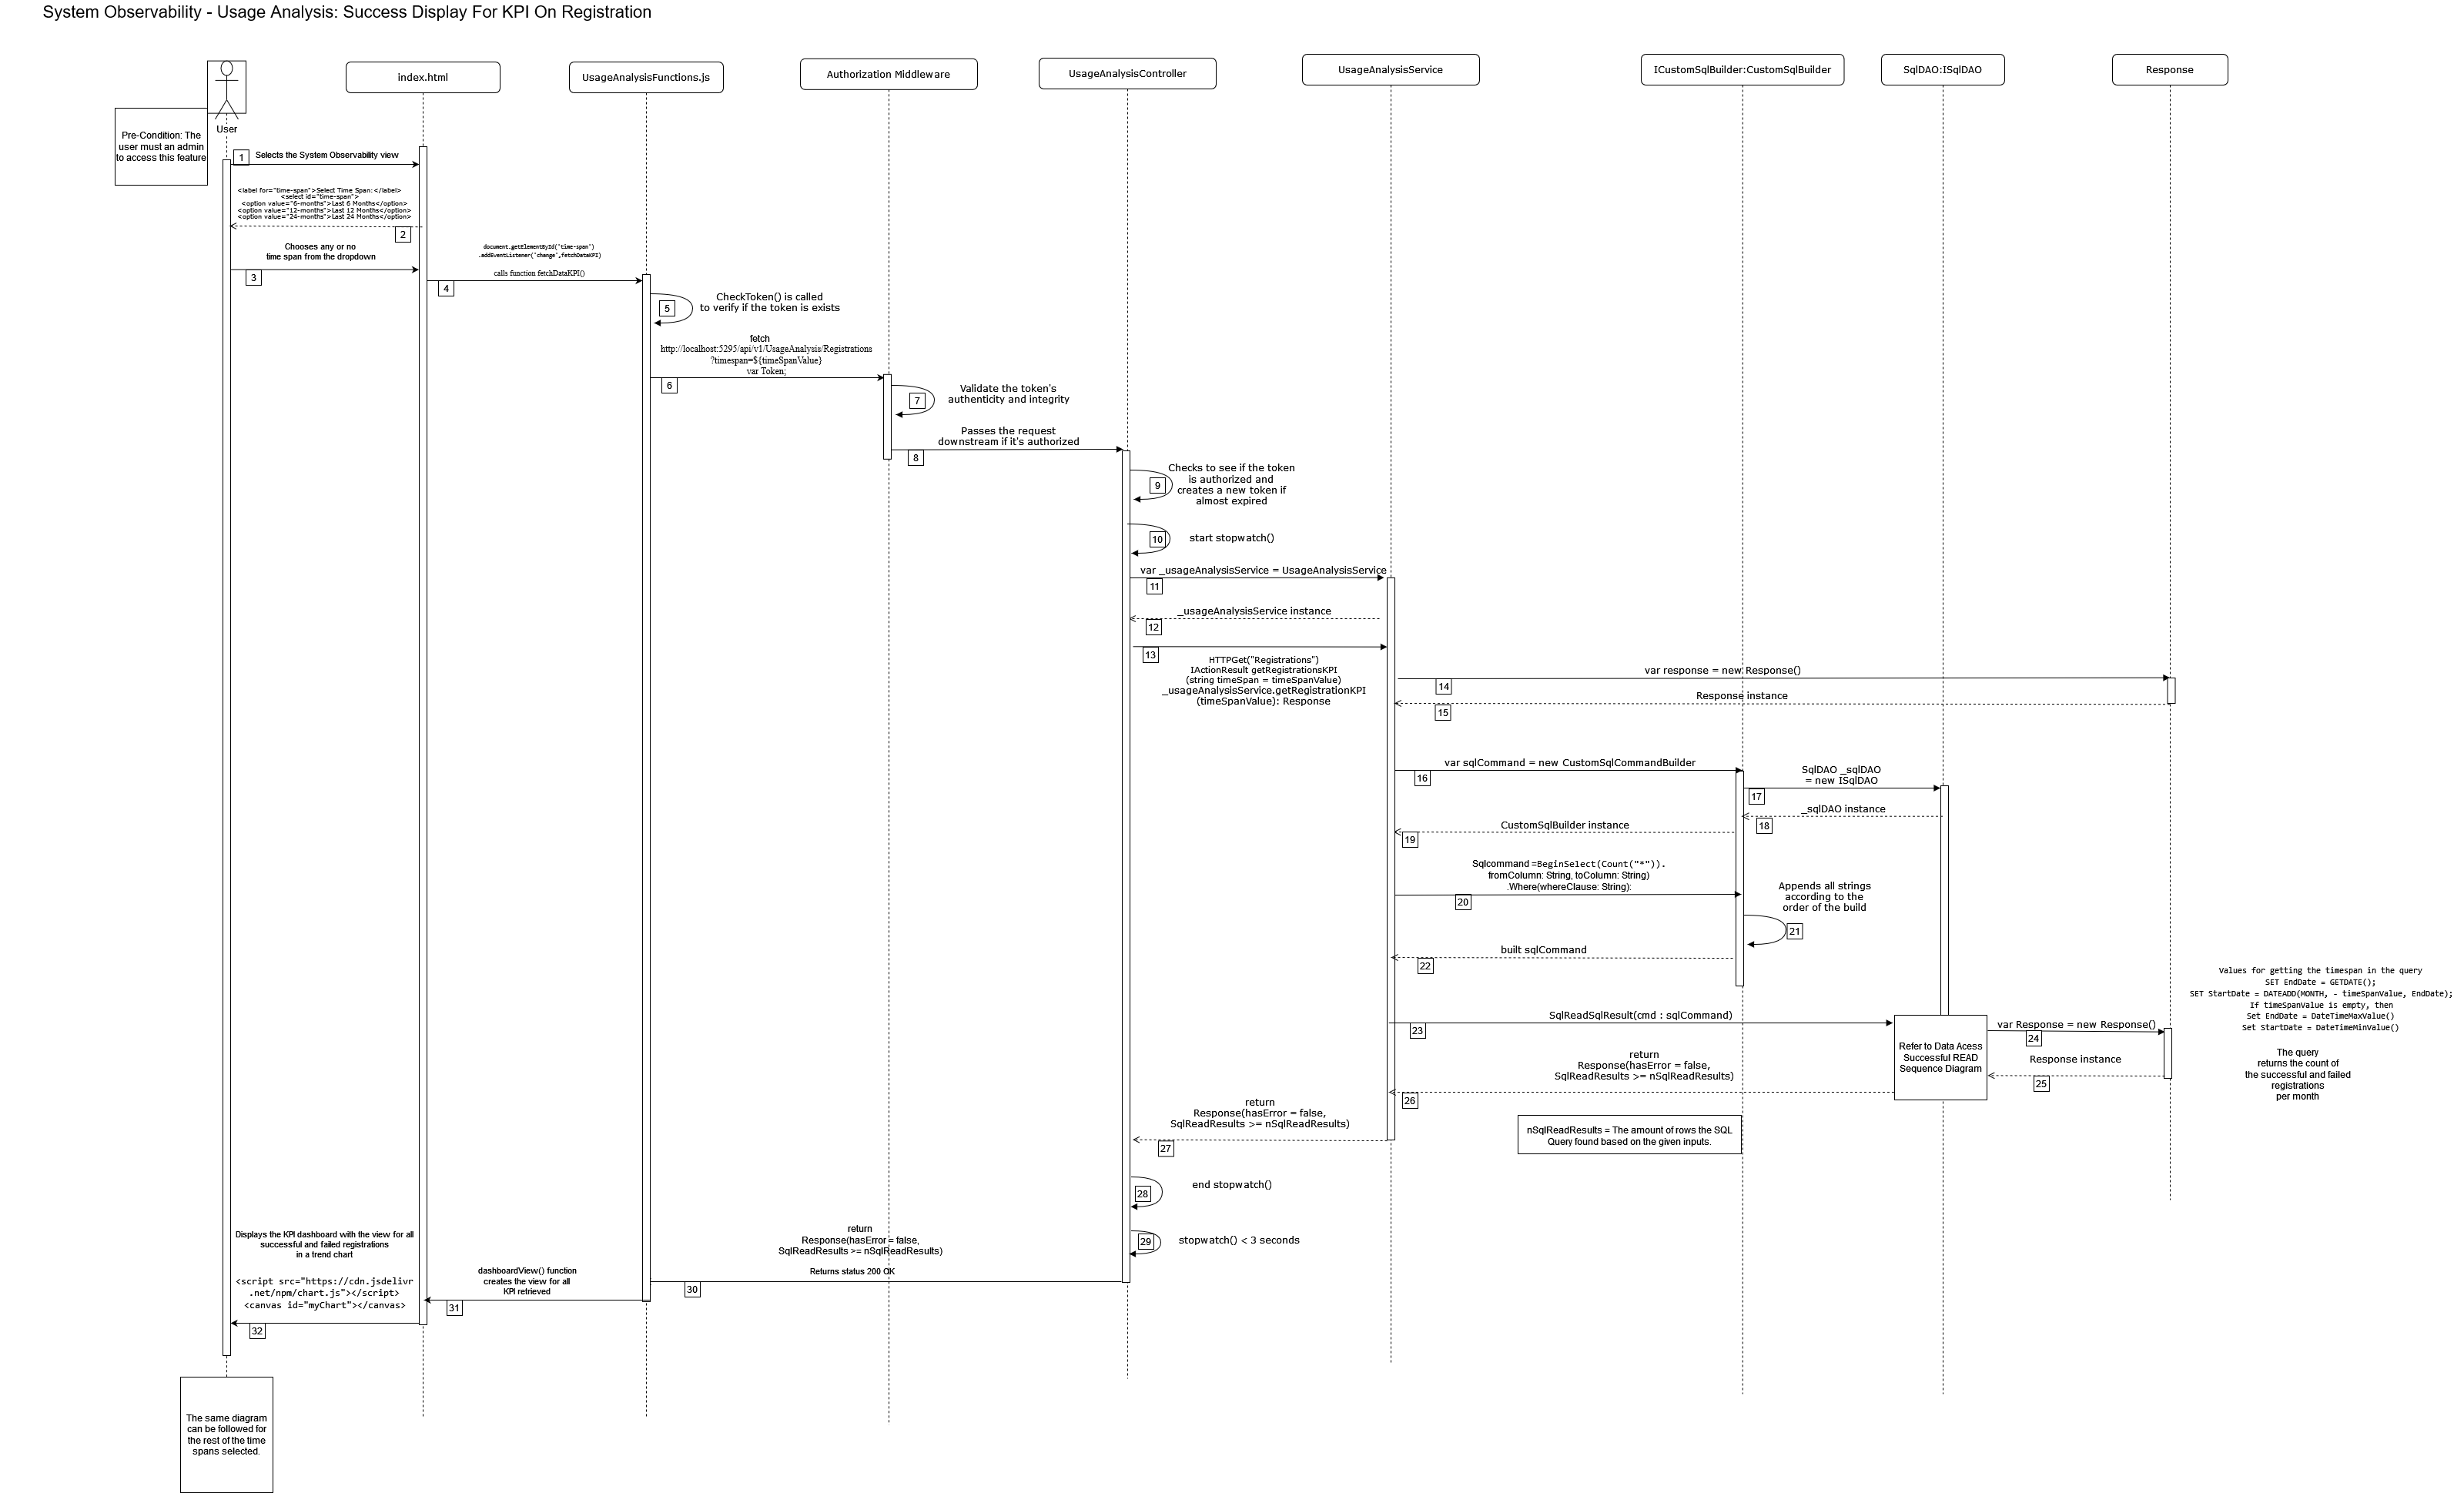 System Observability - Usage Analysis: Success Display For KPI On Registration
User
index.html
UsageAnalysisFunctions.js
Authorization Middleware
UsageAnalysisController
UsageAnalysisService
ICustomSqlBuilder:CustomSqlBuilder
SqlDAO:ISqlDAO
Response
Pre-Condition: The
user must an admin
to access this feature
1
Selects the System Observability view
<label for="time-span">Select Time Span: </label>
<select id="time-span">
<option value="6-months">Last 6 Months</option>
<option value="12-months">Last 12 Months</option>
<option value="24-months">Last 24 Months</option>
2
Chooses any or no
time span from the dropdown
3
document.getElementById('time-span')
.addEventListener('change',fetchDataKPI)
calls function fetchDataKPI()
4
CheckToken() is called
to verify if the token is exists
5
fetch
http://localhost:5295/api/v1/UsageAnalysis/Registrations
?timespan=${timeSpanValue}
var Token;
6
Validate the token's
authenticity and integrity
7
Passes the request
downstream if it's authorized
8
Checks to see if the token
is authorized and
creates a new token if
almost expired
9
start stopwatch()
10
var _usageAnalysisService = UsageAnalysisService
11
_usageAnalysisService instance
12
13
HTTPGet("Registrations")
IActionResult getRegistrationsKPI
(string timeSpan = timeSpanValue)
_usageAnalysisService.getRegistrationKPI
(timeSpanValue): Response
var response = new Response()
14
Response instance
15
var sqlCommand = new CustomSqlCommandBuilder
16
SqlDAO _sqlDAO
= new ISqlDAO
17
_sqlDAO instance
18
CustomSqlBuilder instance
19
Sqlcommand =BeginSelect(Count("*")).
fromColumn: String, toColumn: String)
.Where(whereClause: String):
20
Appends all strings
according to the
order of the build
21
built sqlCommand
22
Values for getting the timespan in the query
SET EndDate = GETDATE();
SET StartDate = DATEADD(MONTH, - timeSpanValue, EndDate);
If timeSpanValue is empty, then
Set EndDate = DateTimeMaxValue()
Set StartDate = DateTimeMinValue()
The query
returns the count of
the successful and failed
registrations
per month
SqlReadSqlResult(cmd : sqlCommand)
23
Refer to Data Acess
Successful READ
Sequence Diagram
var Response = new Response()
24
Response instance
25
return
Response(hasError = false,
SqlReadResults >= nSqlReadResults)
26
return
Response(hasError = false,
SqlReadResults >= nSqlReadResults)
27
nSqlReadResults = The amount of rows the SQL
Query found based on the given inputs.
end stopwatch()
28
stopwatch() < 3 seconds
29
return
Response(hasError = false,
SqlReadResults >= nSqlReadResults)
Returns status 200 OK
30
dashboardView() function
creates the view for all
KPI retrieved
31
Displays the KPI dashboard with the view for all
successful and failed registrations
in a trend chart
<script src="https://cdn.jsdelivr
.net/npm/chart.js"></script>
<canvas id="myChart"></canvas>
32
The same diagram
can be followed for
the rest of the time
spans selected.